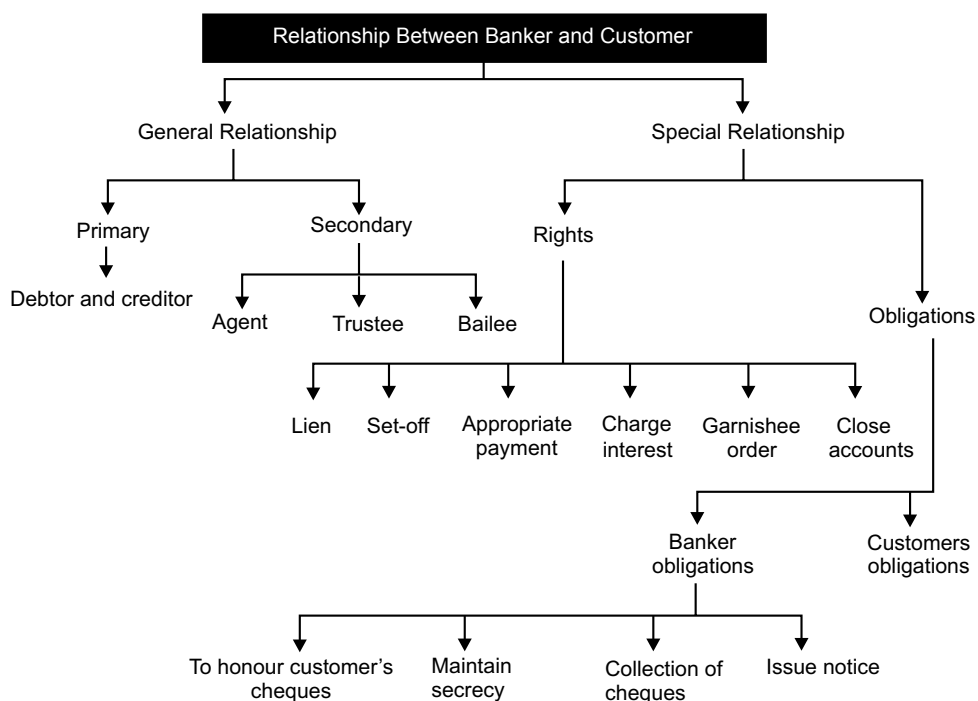 Relationship Between Banker and Customer
General Relationship
Special Relationship
Primary
Secondary
Rights
Debtor and creditor
Agent
Trustee
Bailee
Obligations
Lien
Set-off
Appropriate
payment
Charge
interest
Garnishee
order
Close
accounts
Banker
obligations
Customers
obligations
To honour customer's
cheques
Maintain
secrecy
Collection of
cheques
Issue notice